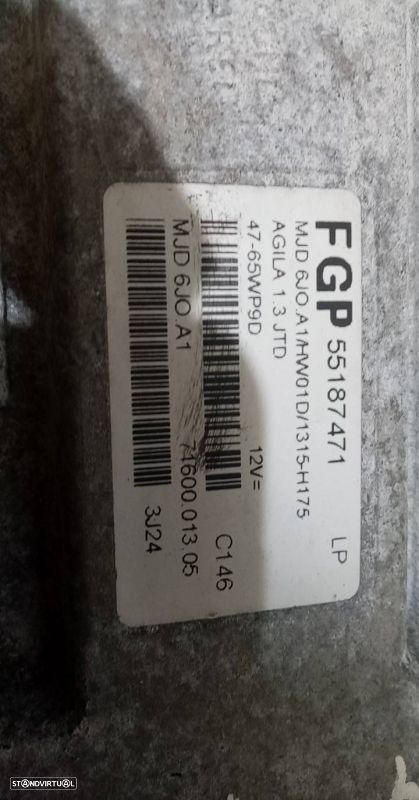 FGP 55187471 LP
MJD 6JO.A1/HW01D/1315-H175
AGILA 1.3 JTD
47-65WP9D 12V=
C146
MJD 6JO.A1 71600.013.05
3J24
STANDVIRTUAL